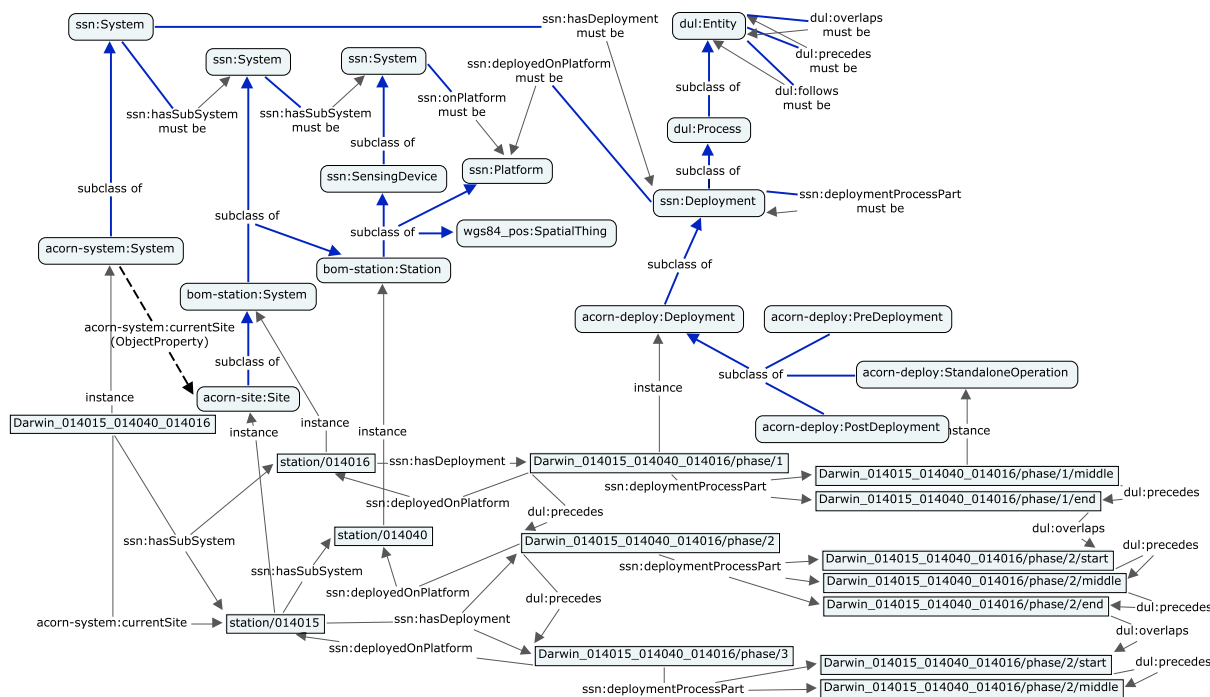 ssn:System
ssn:hasDeployment
must be
dul:Entity
dul:overlaps
must be
dul:precedes
must be
dul:follows
must be
ssn:System
ssn:System
ssn:deployedOnPlatform
must be
ssn:hasSubSystem
must be
ssn:hasSubSystem
must be
ssn:onPlatform
must be
subclass of
dul:Process
subclass of
subclass of
ssn:SensingDevice
ssn:Platform
subclass of
ssn:Deployment
ssn:deploymentProcessPart
must be
subclass of
subclass of
wgs84_pos:SpatialThing
acorn-system:System
bom-station:Station
subclass of
bom-station:System
acorn-system:currentSite
(ObjectProperty)
acorn-deploy:Deployment
acorn-deploy:PreDeployment
subclass of
subclass of
acorn-deploy:StandaloneOperation
instance
acorn-site:Site
instance
Darwin_014015_014040_014016
instance
instance
instance
acorn-deploy:PostDeployment
instance
station/014016
ssn:hasDeployment
Darwin_014015_014040_014016/phase/1
Darwin_014015_014040_014016/phase/1/middle
ssn:deploymentProcessPart
Darwin_014015_014040_014016/phase/1/end
dul:precedes
ssn:deployedOnPlatform
dul:precedes
dul:overlaps
ssn:hasSubSystem
station/014040
Darwin_014015_014040_014016/phase/2
dul:precedes
Darwin_014015_014040_014016/phase/2/start
ssn:hasSubSystem
ssn:deploymentProcessPart
Darwin_014015_014040_014016/phase/2/middle
ssn:deployedOnPlatform
dul:precedes
Darwin_014015_014040_014016/phase/2/end
dul:precedes
acorn-system:currentSite
station/014015
ssn:hasDeployment
dul:overlaps
ssn:deployedOnPlatform
Darwin_014015_014040_014016/phase/3
Darwin_014015_014040_014016/phase/2/start
dul:precedes
ssn:deploymentProcessPart
Darwin_014015_014040_014016/phase/2/middle